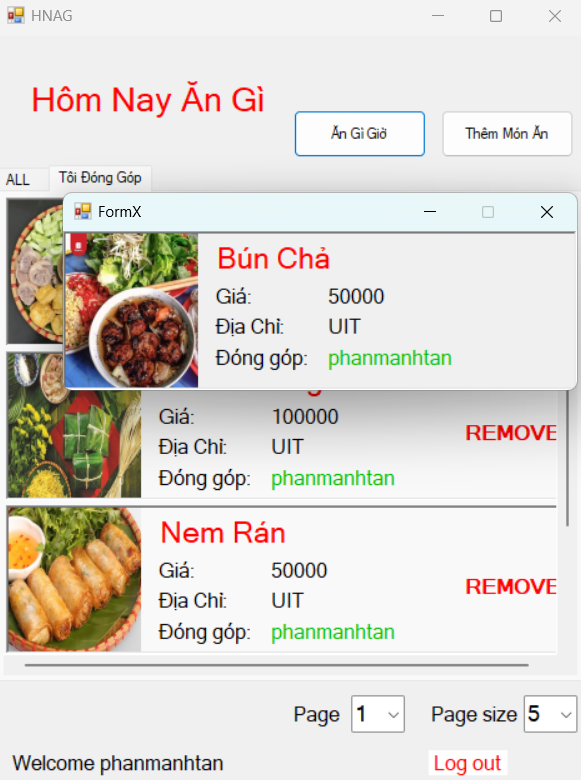 HNAG
Hôm Nay Ăn Gì
Ăn Gì Giờ
Thêm Món Ăn
ALL
Tôi Đóng Góp
FormX
Bún Chả
Giá: 50000
Địa Chỉ: UIT
Đóng góp: phanmanhtan
Giá: 100000
Địa Chỉ: UIT
Đóng góp: phanmanhtan
REMOVE
Nem Rán
Giá: 50000
Địa Chỉ: UIT
Đóng góp: phanmanhtan
REMOVE
Page 1 Page size 5
Welcome phanmanhtan
Log out